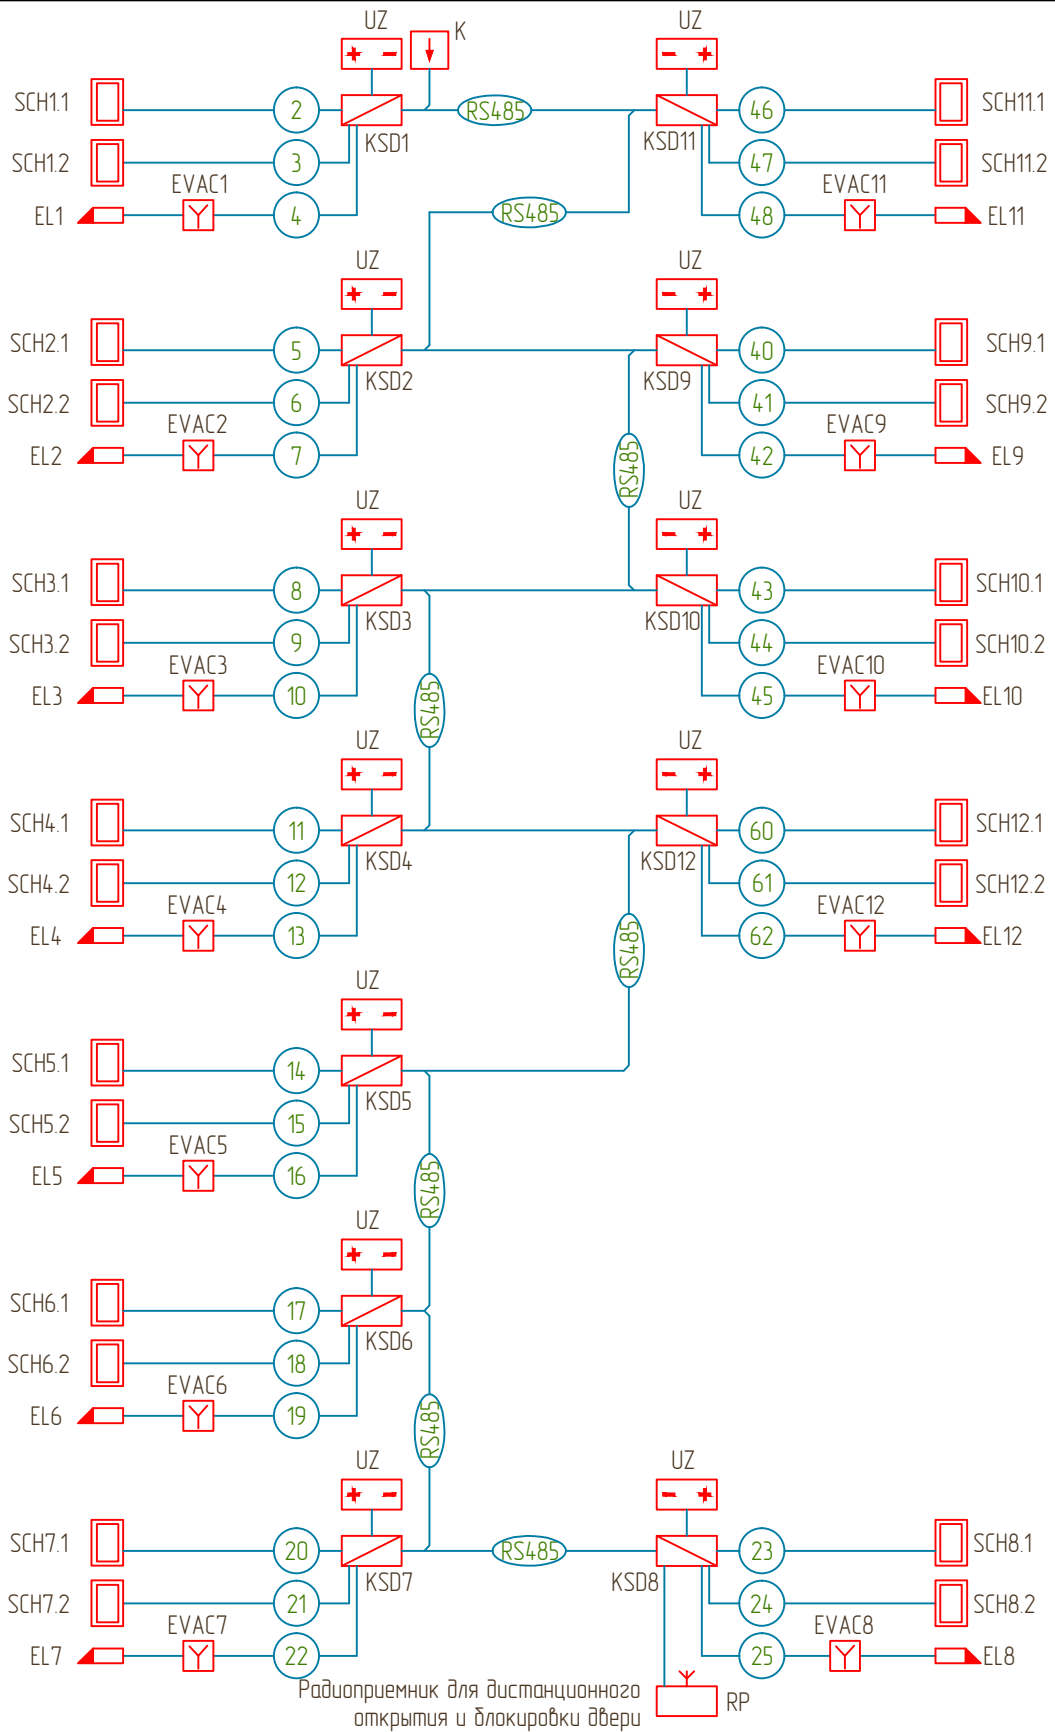 UZ
K
UZ
SCH1.1
2
RS485
46
SCH11.1
KSD1
KSD11
SCH1.2
3
47
SCH11.2
EVAC1
EVAC11
EL1
4
RS485
48
EL11
UZ
UZ
SCH2.1
5
40
SCH9.1
KSD2
KSD9
SCH2.2
6
41
SCH9.2
EVAC2
EVAC9
EL2
7
RS485
42
EL9
UZ
UZ
SCH3.1
8
43
SCH10.1
KSD3
KSD10
SCH3.2
9
44
SCH10.2
EVAC3
EVAC10
EL3
10
RS485
45
EL10
UZ
UZ
SCH4.1
11
60
SCH12.1
KSD4
KSD12
SCH4.2
12
61
SCH12.2
EVAC4
EVAC12
EL4
13
RS485
62
EL12
UZ
SCH5.1
14
KSD5
SCH5.2
15
EVAC5
EL5
16
RS485
UZ
SCH6.1
17
KSD6
SCH6.2
18
EVAC6
EL6
19
RS485
UZ
UZ
SCH7.1
20
RS485
23
SCH8.1
KSD7
KSD8
SCH7.2
21
24
SCH8.2
EVAC7
EVAC8
EL7
22
25
EL8
Радиоприемник для дистанционного
открытия и блокировки двери
RP